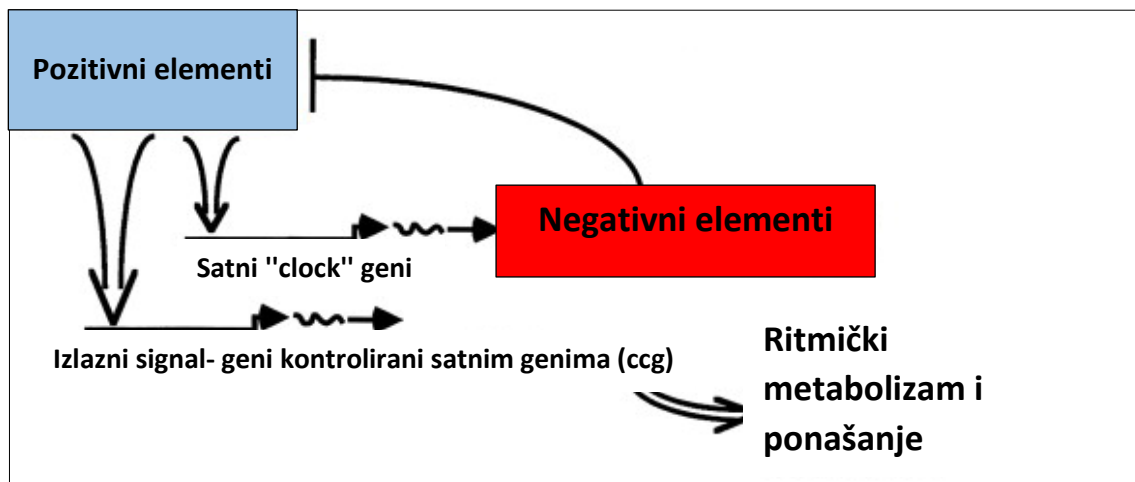 Pozitivni elementi
Negativni elementi
Satni "clock" geni
Izlazni signal- geni kontrolirani satnim genima (ccg)
Ritmički
metabolizam i
ponašanje